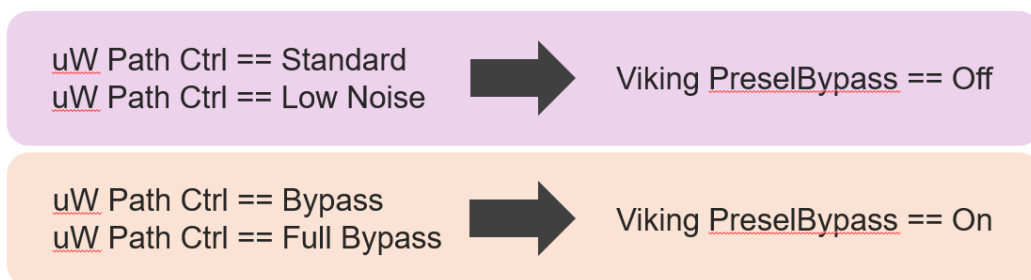 uW Path Ctrl == Standard
uW Path Ctrl == Low Noise
Viking PreselBypass == Off
uW Path Ctrl == Bypass
uW Path Ctrl == Full Bypass
Viking PreselBypass == On